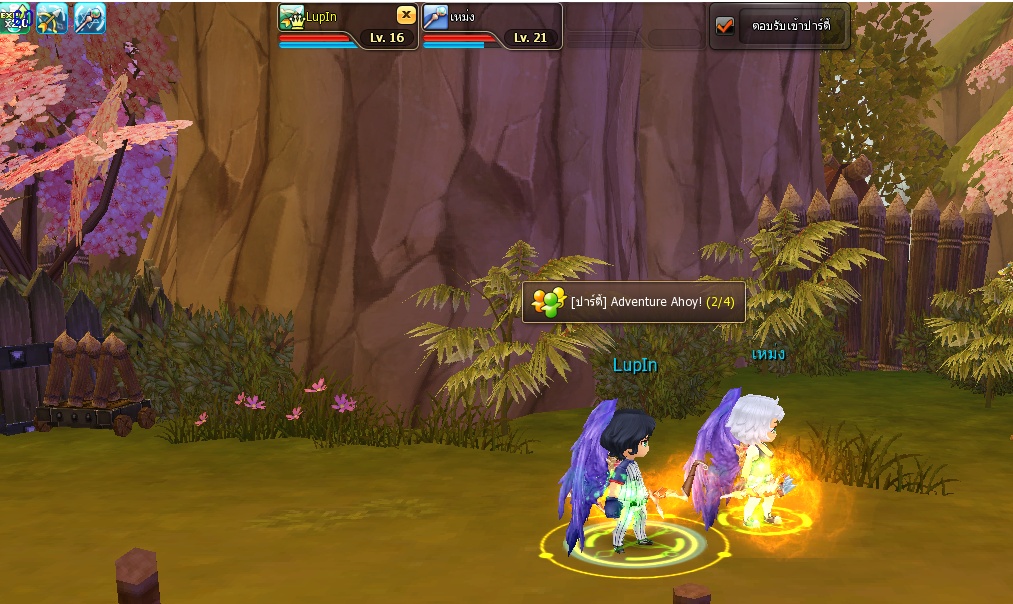 LupIn
เหม่ง
Lv. 16
Lv. 21
ตอบรับเข้าปาร์ตี้
[ปาร์ตี้] Adventure Ahoy! (2/4)
LupIn
เหม่ง